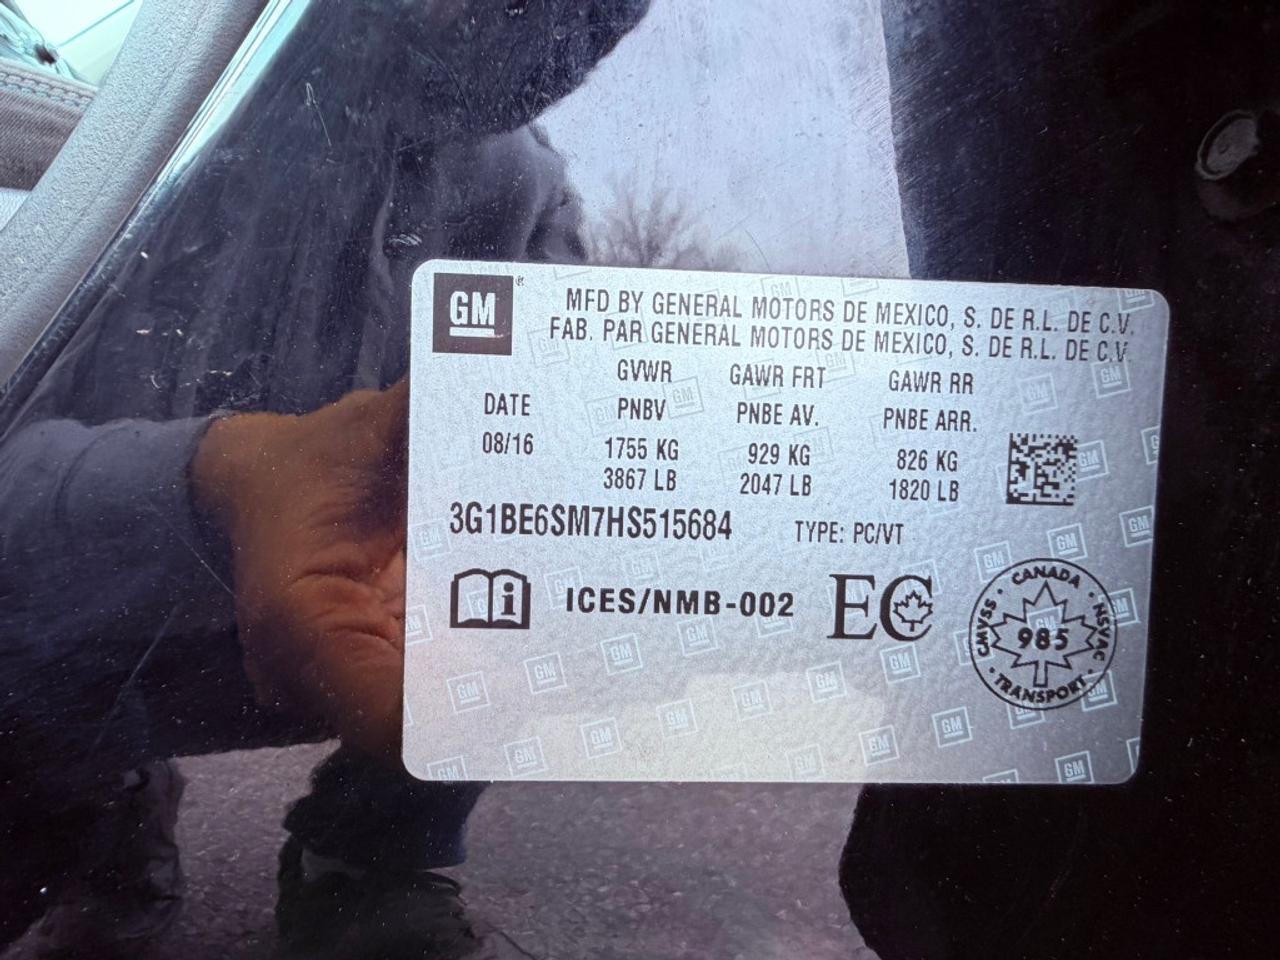 GM ®
MFD BY GENERAL MOTORS DE MEXICO, S. DE R.L. DE C.V.
FAB. PAR GENERAL MOTORS DE MEXICO, S. DE R.L. DE C.V.
GVWR GAWR FRT GAWR RR
DATE PNBV PNBE AV. PNBE ARR.
08/16 1755 KG 929 KG 826 KG
3867 LB 2047 LB 1820 LB
3G1BE6SM7HS515684 TYPE: PC/VT
i ICES/NMB-002 EC
CANADA
CMVSS · NSVAC
985
TRANSPORT